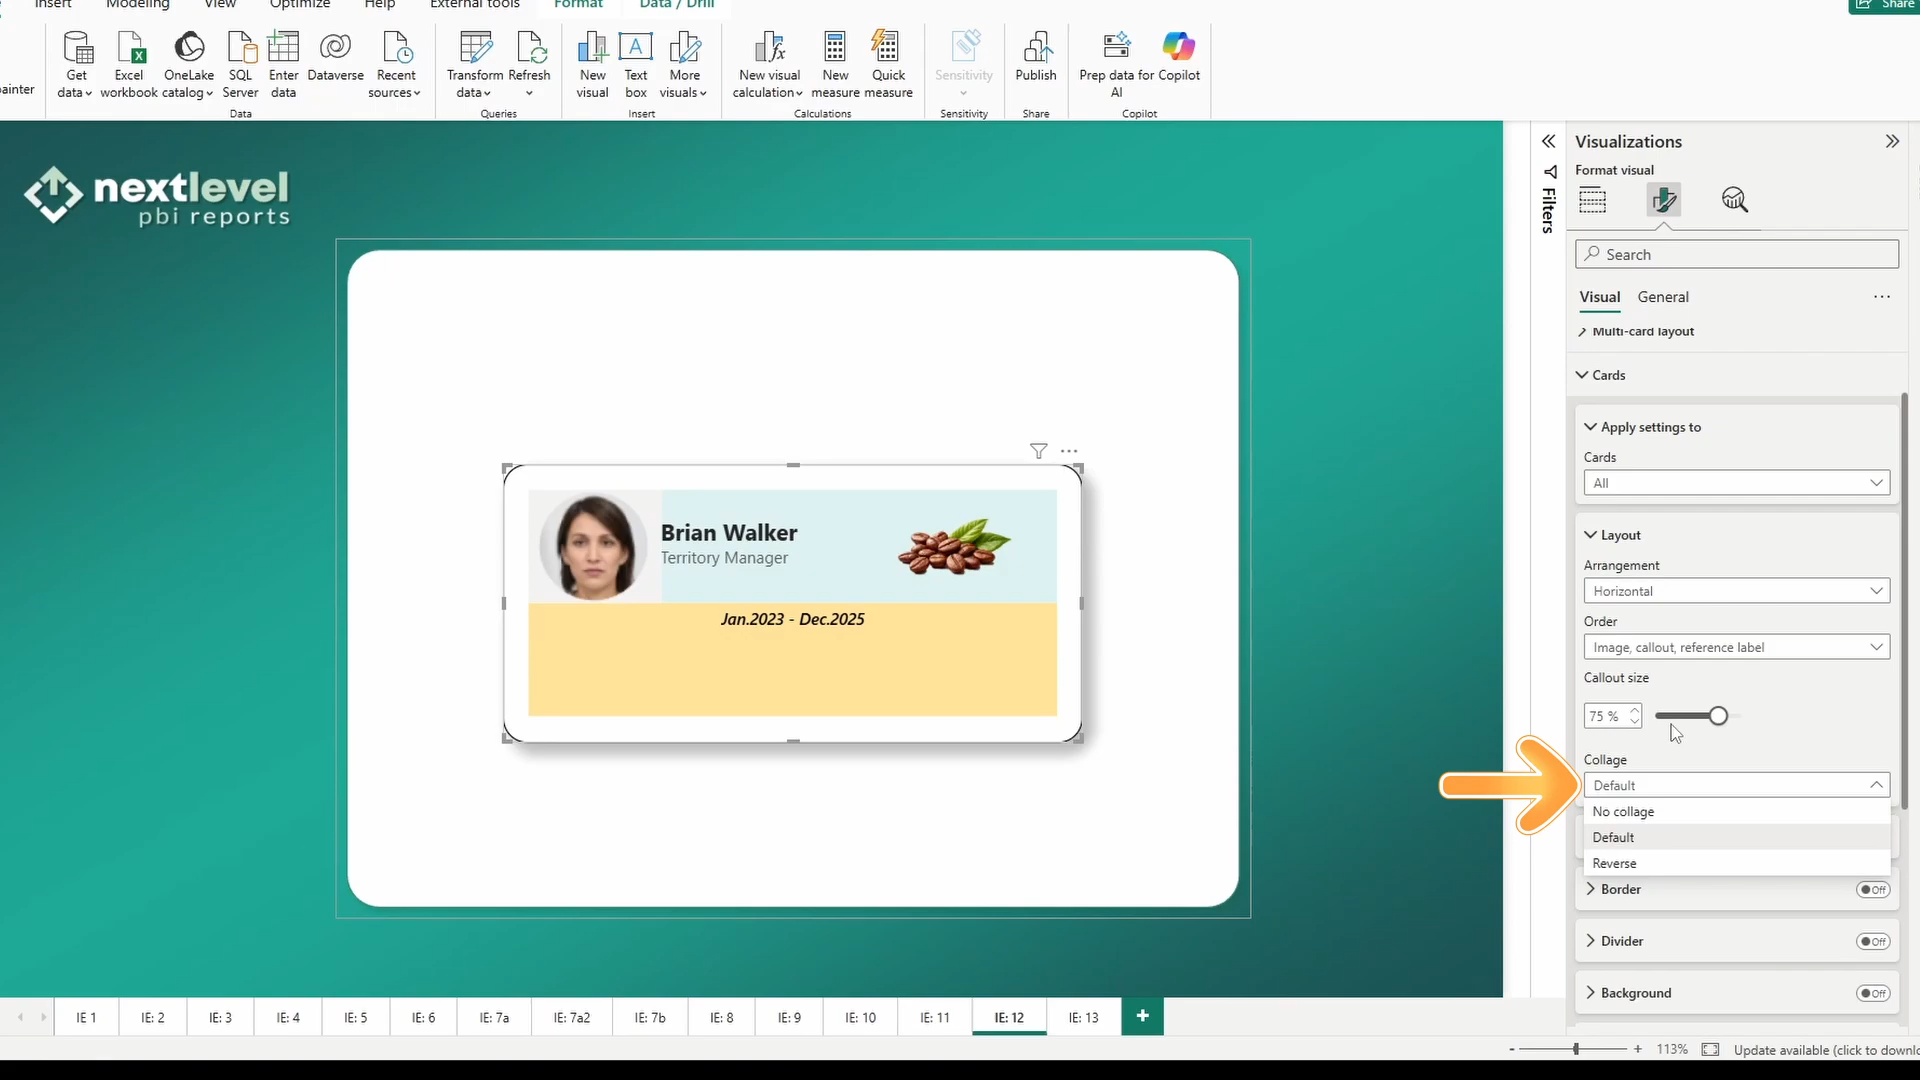 Insert Modeling View Optimize Help External tools Format Data / Drill Share
Get data
Excel workbook
OneLake catalog
SQL Server
Enter data
Dataverse
Recent sources
Transform data
Refresh
New visual
Text box
More visuals
New visual calculation
New measure
Quick measure
Sensitivity
Publish
Prep data for AI
Copilot
Data
Queries
Insert
Calculations
Sensitivity
Share
Copilot
nextlevel
pbi reports
Brian Walker
Territory Manager
Jan.2023 - Dec.2025
Filters
Visualizations
Format visual
Search
Visual General
Multi-card layout
Cards
Apply settings to
Cards
All
Layout
Arrangement
Horizontal
Order
Image, callout, reference label
Callout size
75 %
Collage
Default
No collage
Default
Reverse
Border Off
Divider Off
Background Off
IE 1 IE: 2 IE: 3 IE: 4 IE: 5 IE: 6 IE: 7a IE: 7a2 IE: 7b IE: 8 IE: 9 IE: 10 IE: 11 IE: 12 IE: 13 +
- + 113% Update available (click to downlo